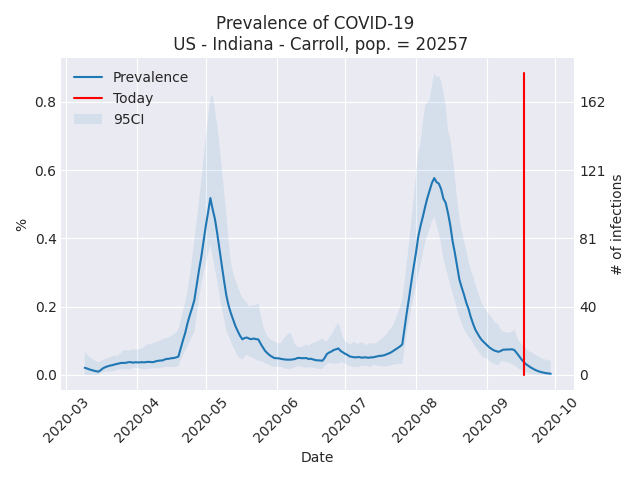 Prevalence of COVID-19
US - Indiana - Carroll, pop. = 20257
Prevalence
Today
95CI
%
0.8
0.6
0.4
0.2
0.0
162
121
81
40
0
# of infections
2020-03
2020-04
2020-05
2020-06
2020-07
2020-08
2020-09
2020-10
Date